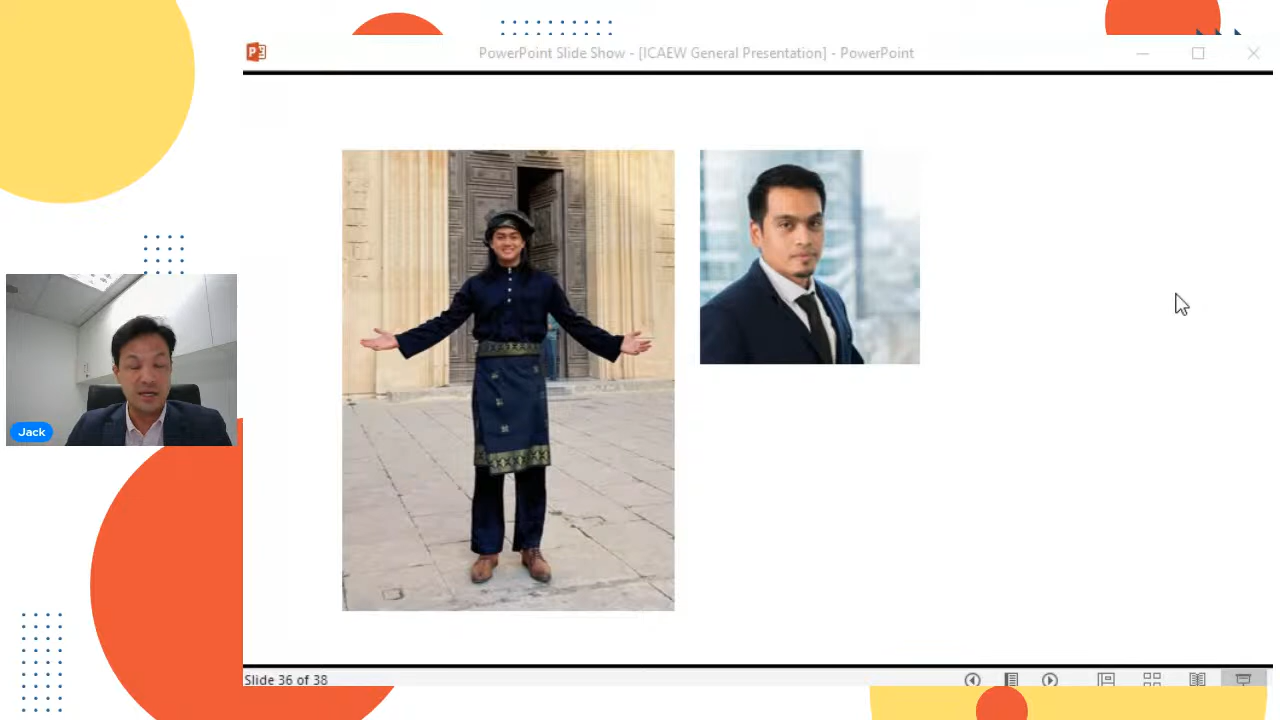 PowerPoint Slide Show - [ICAEW General Presentation] - PowerPoint
Jack
Slide 36 of 38